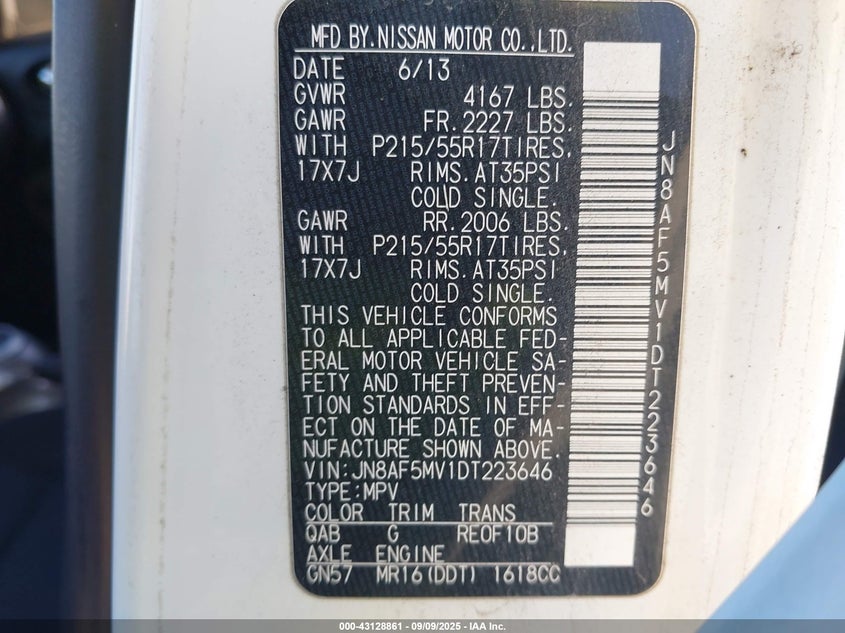 MFD BY.NISSAN MOTOR CO.,LTD.
DATE 6/13
GVWR 4167 LBS.
GAWR FR.2227 LBS.
WITH P215/55R17TIRES,
17X7J RIMS.AT35PSI
COLD SINGLE.
GAWR RR.2006 LBS.
WITH P215/55R17TIRES,
17X7J RIMS.AT35PSI
COLD SINGLE.
THIS VEHICLE CONFORMS
TO ALL APPLICABLE FED-
ERAL MOTOR VEHICLE SA-
FETY AND THEFT PREVEN-
TION STANDARDS IN EFF-
ECT ON THE DATE OF MA-
NUFACTURE SHOWN ABOVE.
VIN:JN8AF5MV1DT223646
TYPE:MPV
COLOR TRIM TRANS
QAB G RE0F10B
AXLE ENGINE
GN57 MR16(DDT) 1618CC
JN8AF5MV1DT223646
000-43128861 - 09/09/2025 - IAA Inc.